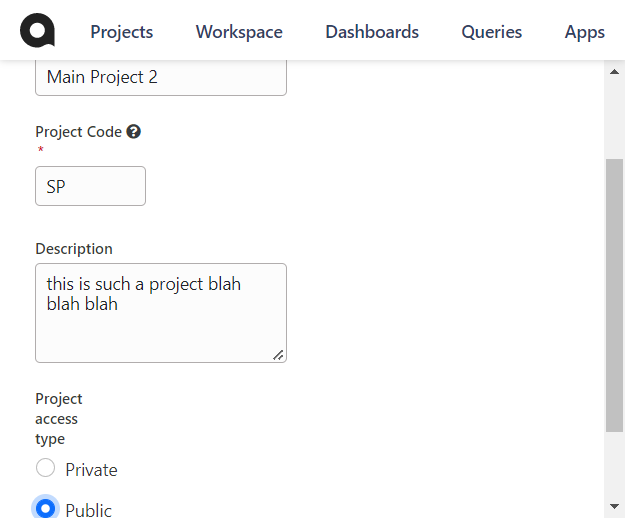 Projects Workspace Dashboards Queries Apps
Main Project 2
Project Code
*
SP
Description
this is such a project blah
blah blah
Project
access
type
Private
Public